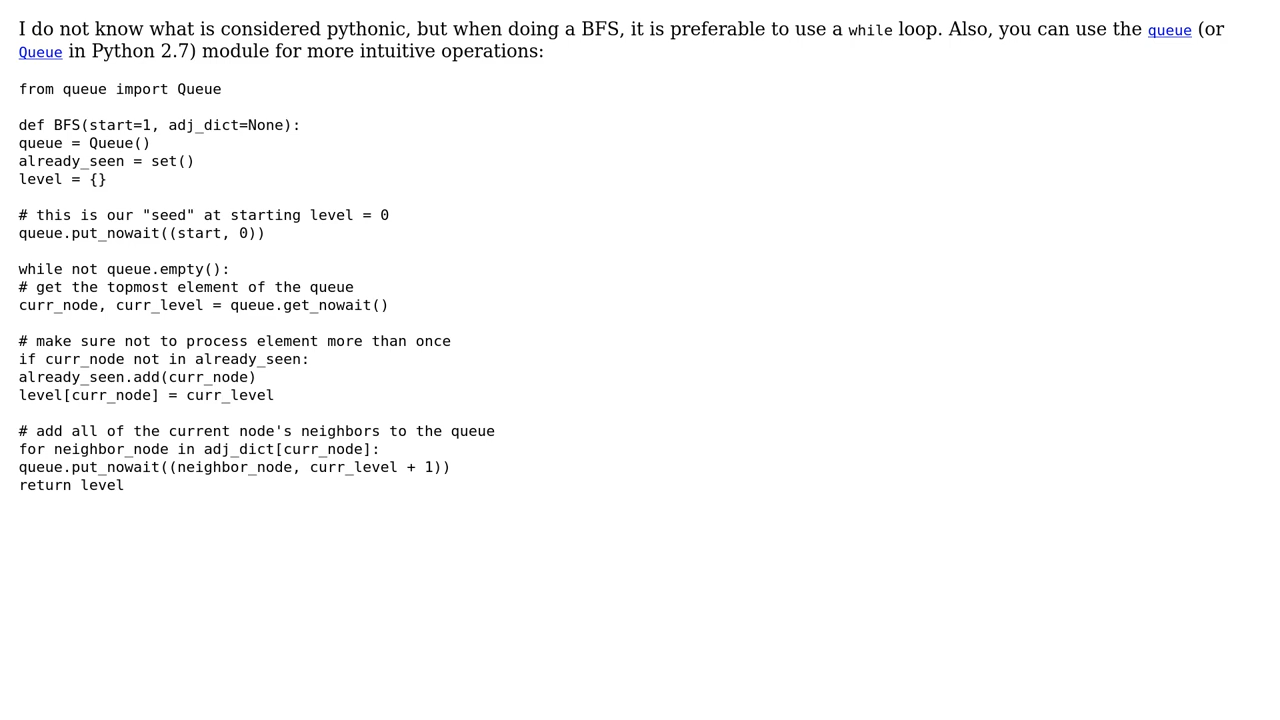 I do not know what is considered pythonic, but when doing a BFS, it is preferable to use a while loop. Also, you can use the queue (or
Queue in Python 2.7) module for more intuitive operations:
from queue import Queue
def BFS(start=1, adj_dict=None):
queue = Queue()
already_seen = set()
level = {}
# this is our "seed" at starting level = 0
queue.put_nowait((start, 0))
while not queue.empty():
# get the topmost element of the queue
curr_node, curr_level = queue.get_nowait()
# make sure not to process element more than once
if curr_node not in already_seen:
already_seen.add(curr_node)
level[curr_node] = curr_level
# add all of the current node's neighbors to the queue
for neighbor_node in adj_dict[curr_node]:
queue.put_nowait((neighbor_node, curr_level + 1))
return level